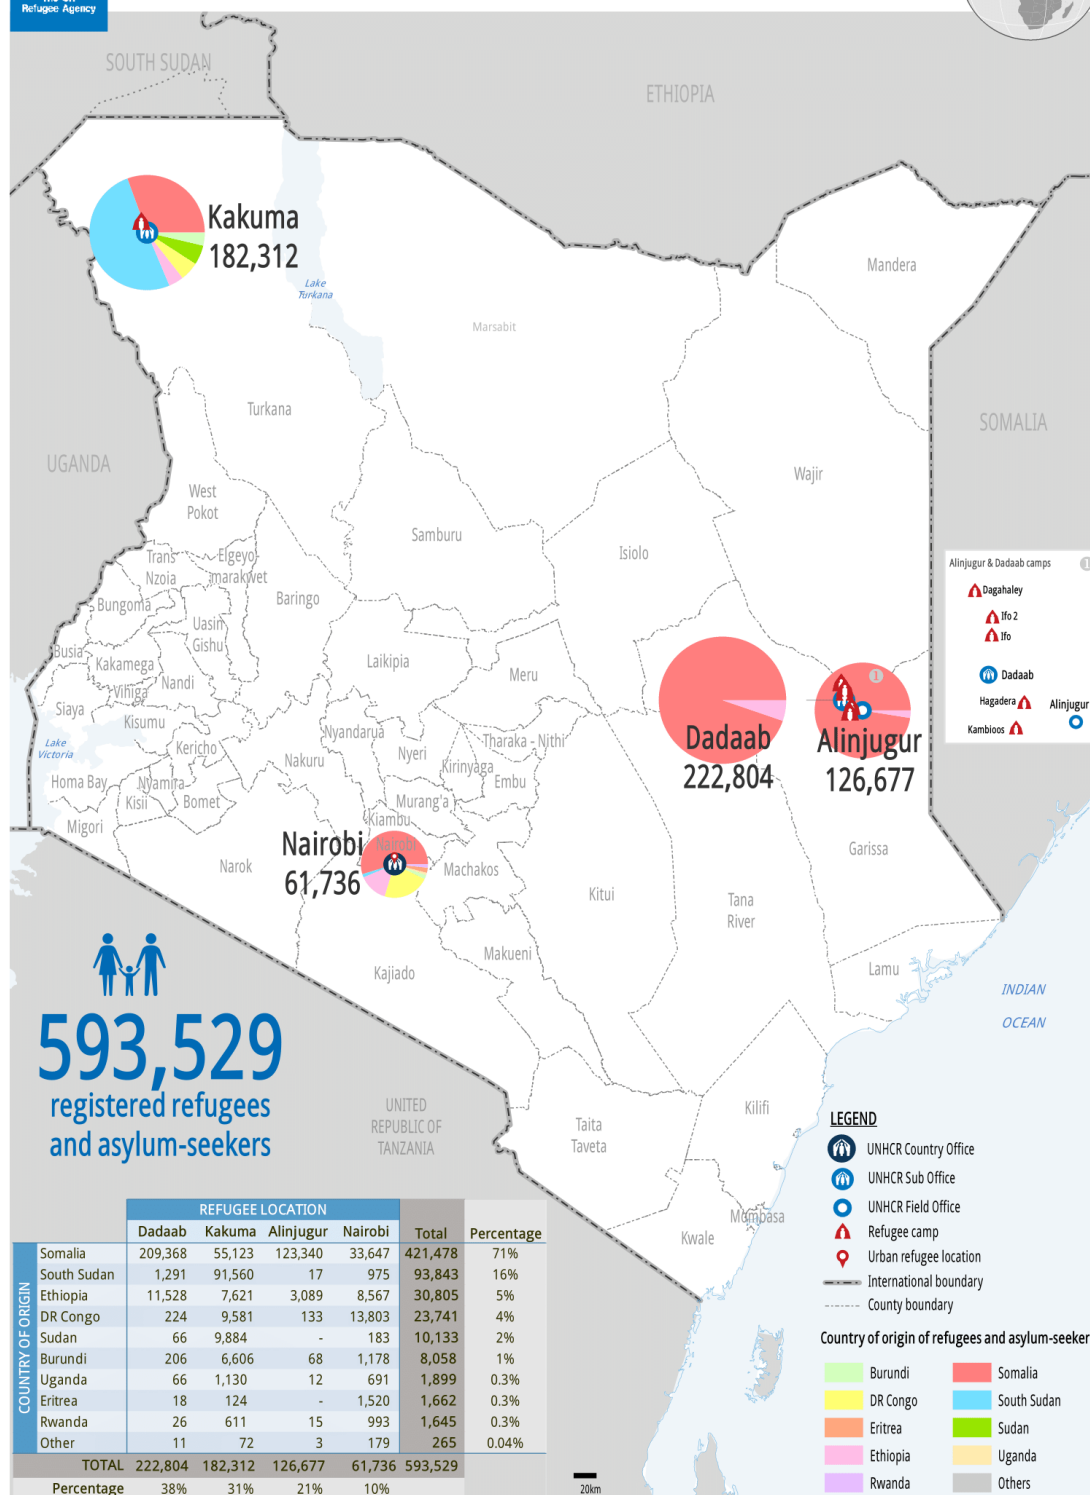 Refugee Agency
SOUTH SUDAN
ETHIOPIA
Kakuma
182,312
Mandera
Lake
Turkana
Marsabit
Turkana
SOMALIA
UGANDA
Wajir
West
Pokot
Samburu
Isiolo
Trans
Nzoia
Elgeyo-
marakwet
Baringo
Bungoma
Uasin
Gishu
Busia
Kakamega
Laikipia
Meru
Vihiga
Nandi
Siaya
Kisumu
Nyandarua
Lake
Victoria
Kericho
Nakuru
Nyeri
Tharaka - Nithi
Kirinyaga
Homa Bay
Nyamira
Kisii
Bomet
Embu
Murang'a
Migori
Kiambu
Nairobi
Narok
Machakos
Kitui
Tana
River
Garissa
Makueni
Kajiado
Lamu
Dadaab
222,804
1
Alinjugur
126,677
Nairobi
61,736
Alinjugur & Dadaab camps
1
Dagahaley
Ifo 2
Ifo
Dadaab
Hagadera
Alinjugur
Kambioos
INDIAN
OCEAN
593,529
registered refugees
and asylum-seekers
UNITED
REPUBLIC OF
TANZANIA
Taita
Taveta
Kilifi
Mombasa
Kwale
LEGEND
UNHCR Country Office
UNHCR Sub Office
UNHCR Field Office
Refugee camp
Urban refugee location
International boundary
County boundary
Country of origin of refugees and asylum-seeker
Burundi Somalia
DR Congo South Sudan
Eritrea Sudan
Ethiopia Uganda
Rwanda Others
REFUGEE LOCATION
Dadaab Kakuma Alinjugur Nairobi Total Percentage
COUNTRY OF ORIGIN
Somalia 209,368 55,123 123,340 33,647 421,478 71%
South Sudan 1,291 91,560 17 975 93,843 16%
Ethiopia 11,528 7,621 3,089 8,567 30,805 5%
DR Congo 224 9,581 133 13,803 23,741 4%
Sudan 66 9,884 - 183 10,133 2%
Burundi 206 6,606 68 1,178 8,058 1%
Uganda 66 1,130 12 691 1,899 0.3%
Eritrea 18 124 - 1,520 1,662 0.3%
Rwanda 26 611 15 993 1,645 0.3%
Other 11 72 3 179 265 0.04%
TOTAL 222,804 182,312 126,677 61,736 593,529
Percentage 38% 31% 21% 10%
20km